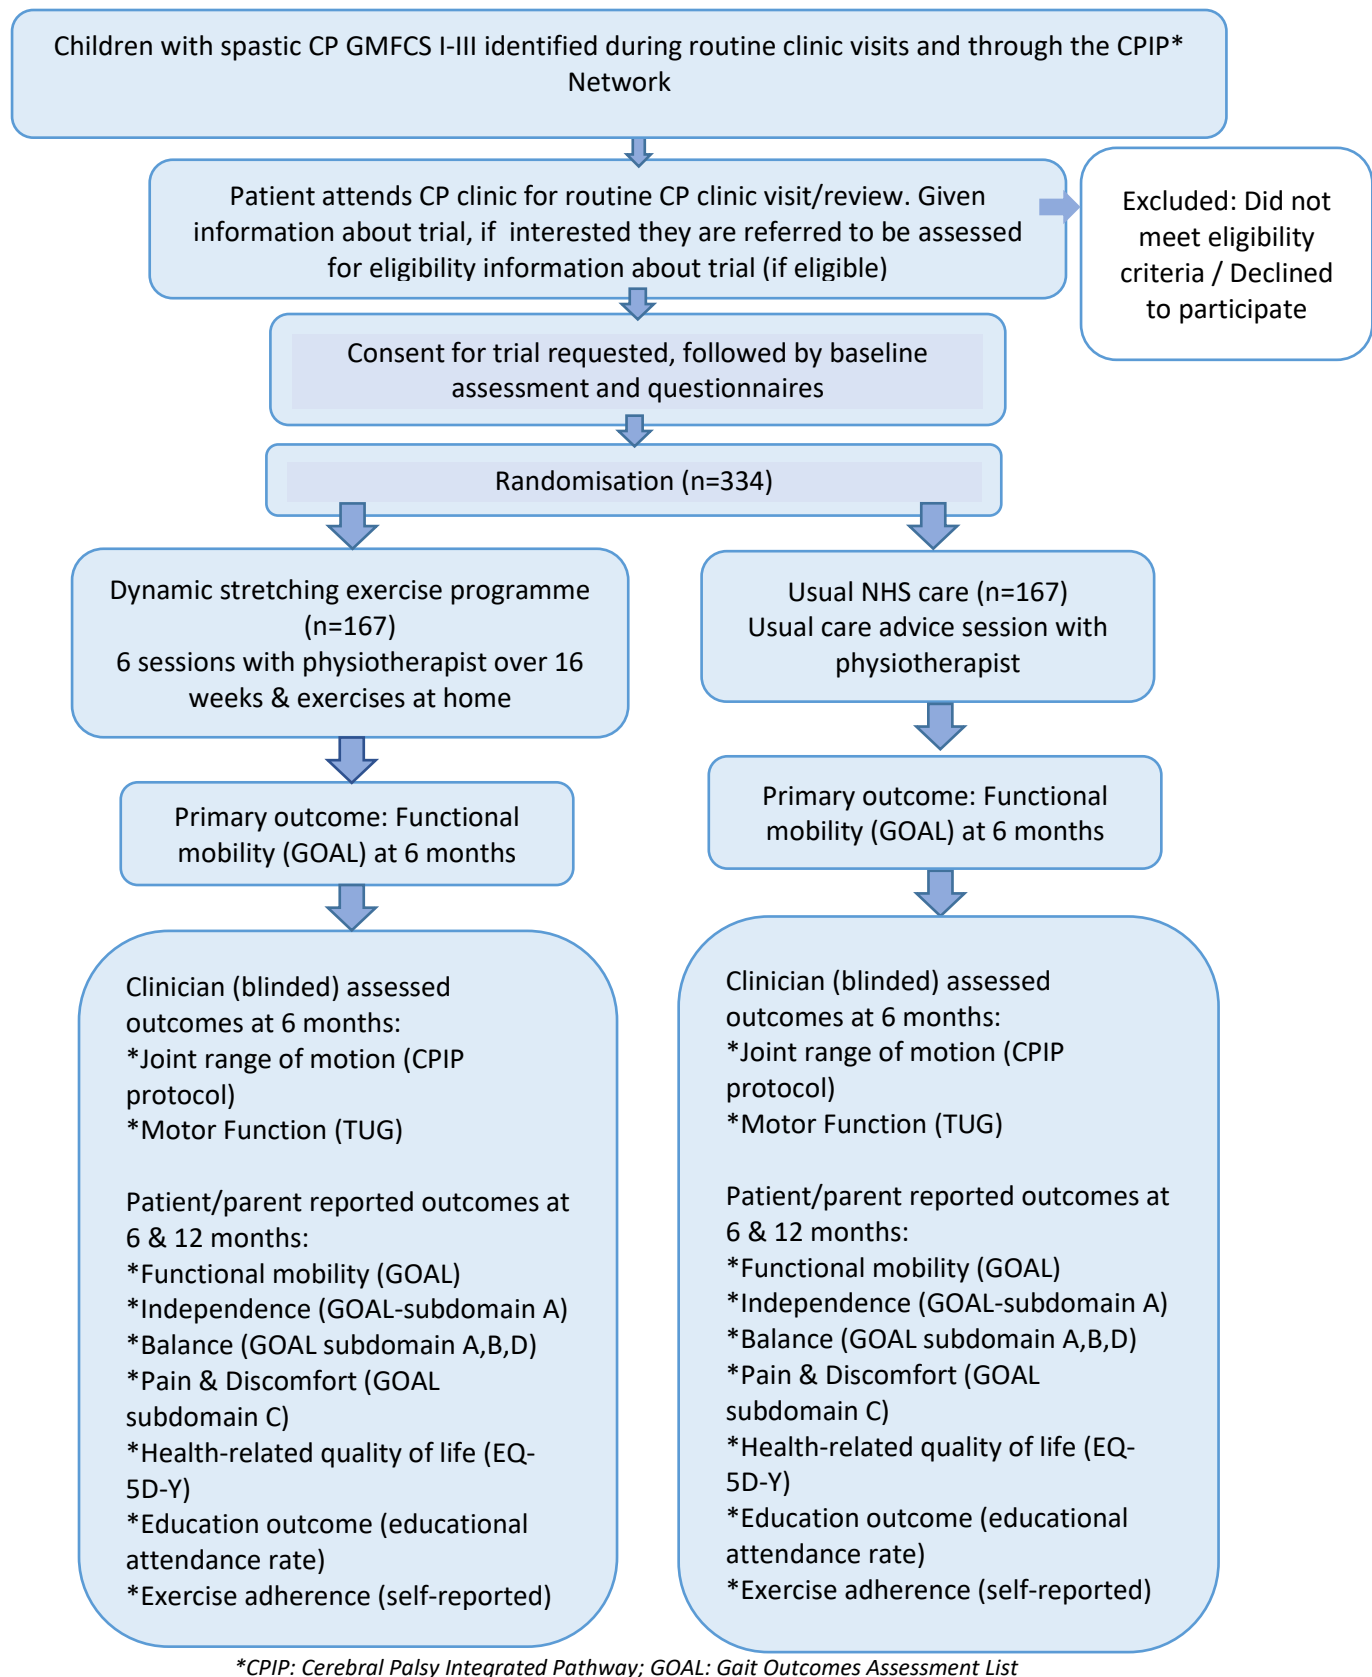 Children with spastic CP GMFCS I-III identified during routine clinic visits and through the CPIP*
Network
Patient attends CP clinic for routine CP clinic visit/review. Given
information about trial, if interested they are referred to be assessed
for eligibility information about trial (if eligible)
Excluded: Did not
meet eligibility
criteria / Declined
to participate
Consent for trial requested, followed by baseline
assessment and questionnaires
Randomisation (n=334)
Dynamic stretching exercise programme
(n=167)
6 sessions with physiotherapist over 16
weeks & exercises at home
Usual NHS care (n=167)
Usual care advice session with
physiotherapist
Primary outcome: Functional
mobility (GOAL) at 6 months
Primary outcome: Functional
mobility (GOAL) at 6 months
Clinician (blinded) assessed
outcomes at 6 months:
*Joint range of motion (CPIP
protocol)
*Motor Function (TUG)
Patient/parent reported outcomes at
6 & 12 months:
*Functional mobility (GOAL)
*Independence (GOAL-subdomain A)
*Balance (GOAL subdomain A,B,D)
*Pain & Discomfort (GOAL
subdomain C)
*Health-related quality of life (EQ-
5D-Y)
*Education outcome (educational
attendance rate)
*Exercise adherence (self-reported)
Clinician (blinded) assessed
outcomes at 6 months:
*Joint range of motion (CPIP
protocol)
*Motor Function (TUG)
Patient/parent reported outcomes at
6 & 12 months:
*Functional mobility (GOAL)
*Independence (GOAL-subdomain A)
*Balance (GOAL subdomain A,B,D)
*Pain & Discomfort (GOAL
subdomain C)
*Health-related quality of life (EQ-
5D-Y)
*Education outcome (educational
attendance rate)
*Exercise adherence (self-reported)
*CPIP: Cerebral Palsy Integrated Pathway; GOAL: Gait Outcomes Assessment List